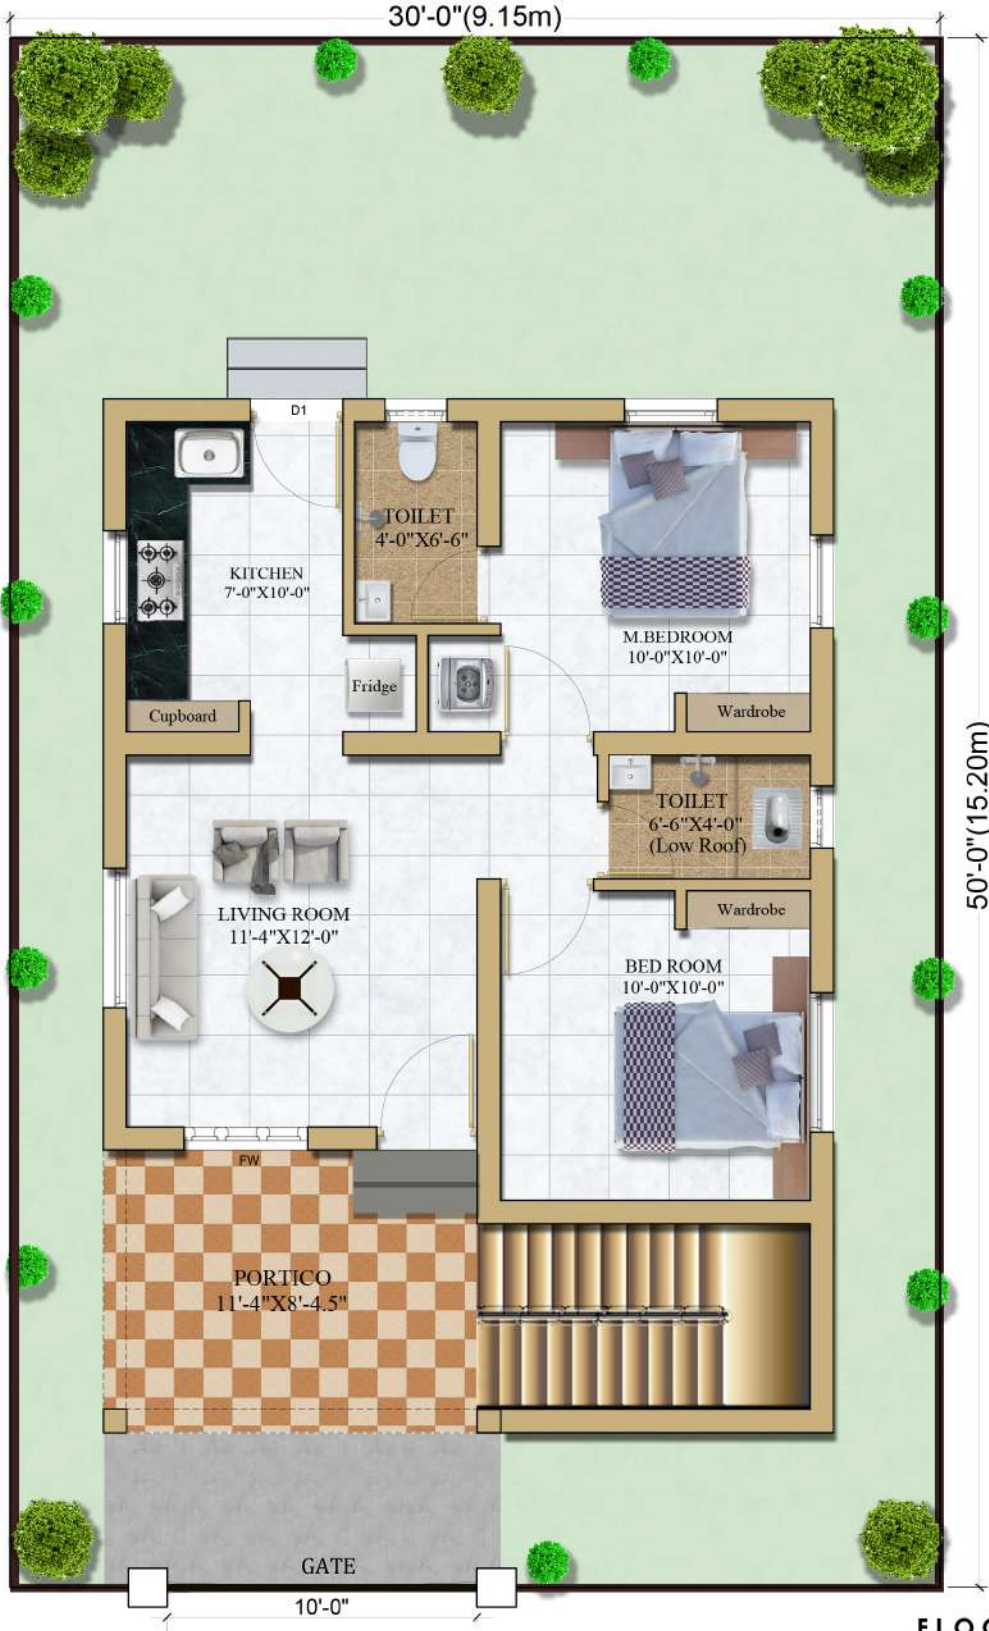 30'-0"(9.15m)
D1
TOILET
4'-0"X6'-6"
KITCHEN
7'-0"X10'-0"
M.BEDROOM
10'-0"X10'-0"
Fridge
Cupboard
Wardrobe
TOILET
6'-6"X4'-0"
(Low Roof)
50'-0"(15.20m)
Wardrobe
LIVING ROOM
11'-4"X12'-0"
BED ROOM
10'-0"X10'-0"
FW
PORTICO
11'-4"X8'-4.5"
GATE
10'-0"